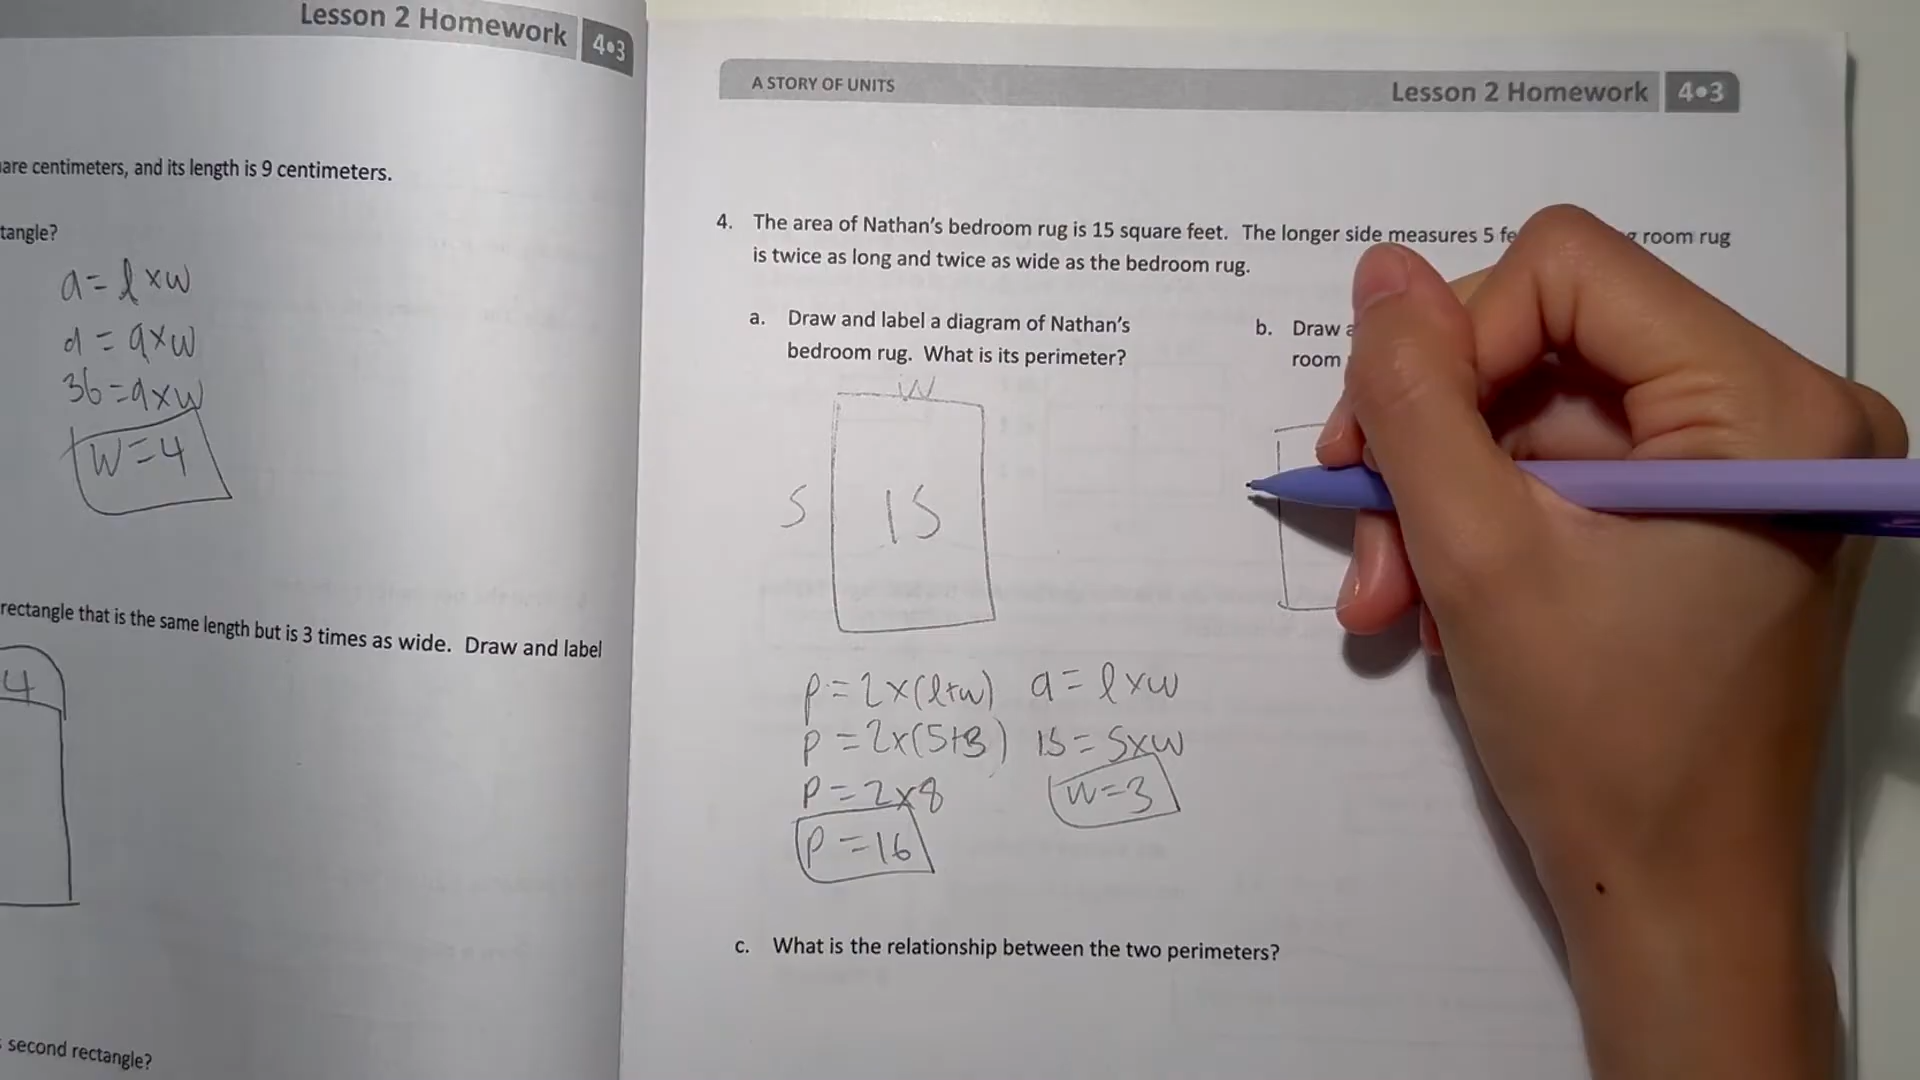 Lesson 2 Homework 4•3
are centimeters, and its length is 9 centimeters.
tangle?
a = l x w
a = 9 x w
36 = 9 x w
w = 4
rectangle that is the same length but is 3 times as wide. Draw and label
4
second rectangle?
A STORY OF UNITS
Lesson 2 Homework 4•3
4. The area of Nathan's bedroom rug is 15 square feet. The longer side measures 5 room rug
is twice as long and twice as wide as the bedroom rug.
a. Draw and label a diagram of Nathan's
bedroom rug. What is its perimeter?
b. Draw
room
w
5
15
p = 2 x (l + w)
p = 2 x (5 + 3)
p = 2 x 8
p = 16
a = l x w
15 = 5 x w
w = 3
c. What is the relationship between the two perimeters?